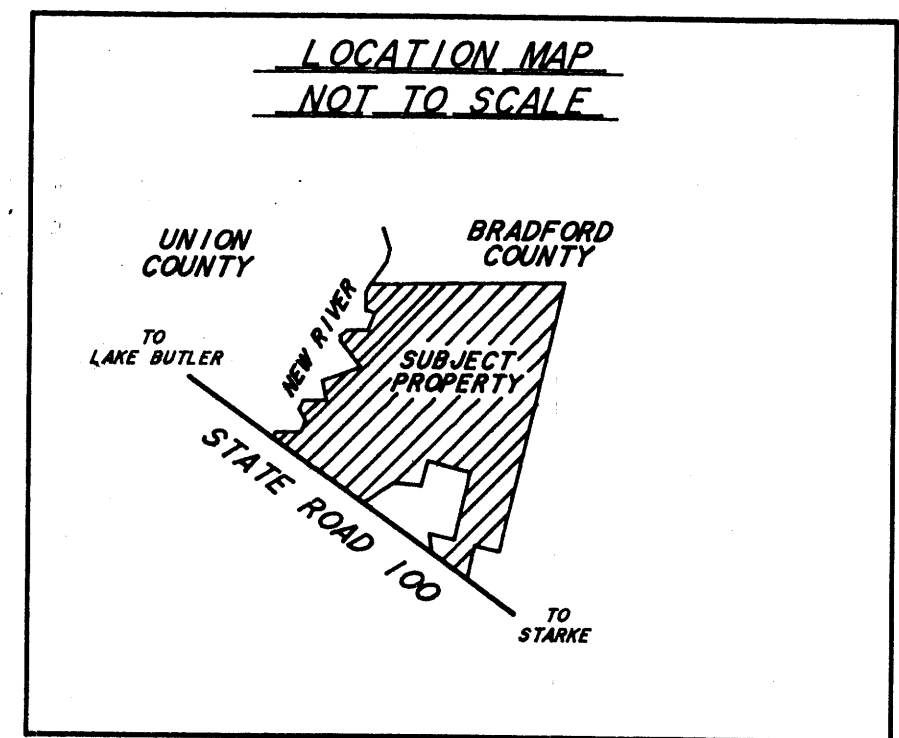 LOCATION MAP
NOT TO SCALE
UNION
COUNTY
BRADFORD
COUNTY
NEW RIVER
TO
LAKE BUTLER
SUBJECT
PROPERTY
STATE ROAD 100
TO
STARKE